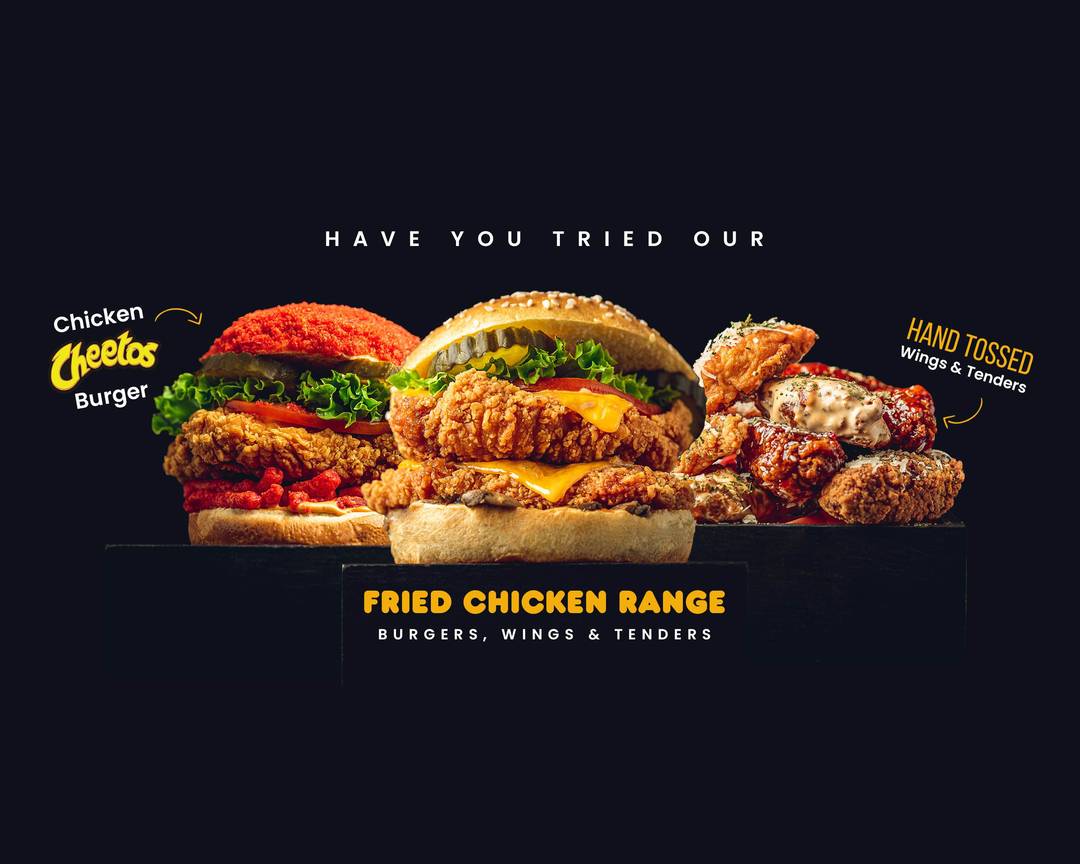 HAVE YOU TRIED OUR
Chicken
Cheetos
Burger
HAND TOSSED
Wings & Tenders
FRIED CHICKEN RANGE
BURGERS, WINGS & TENDERS